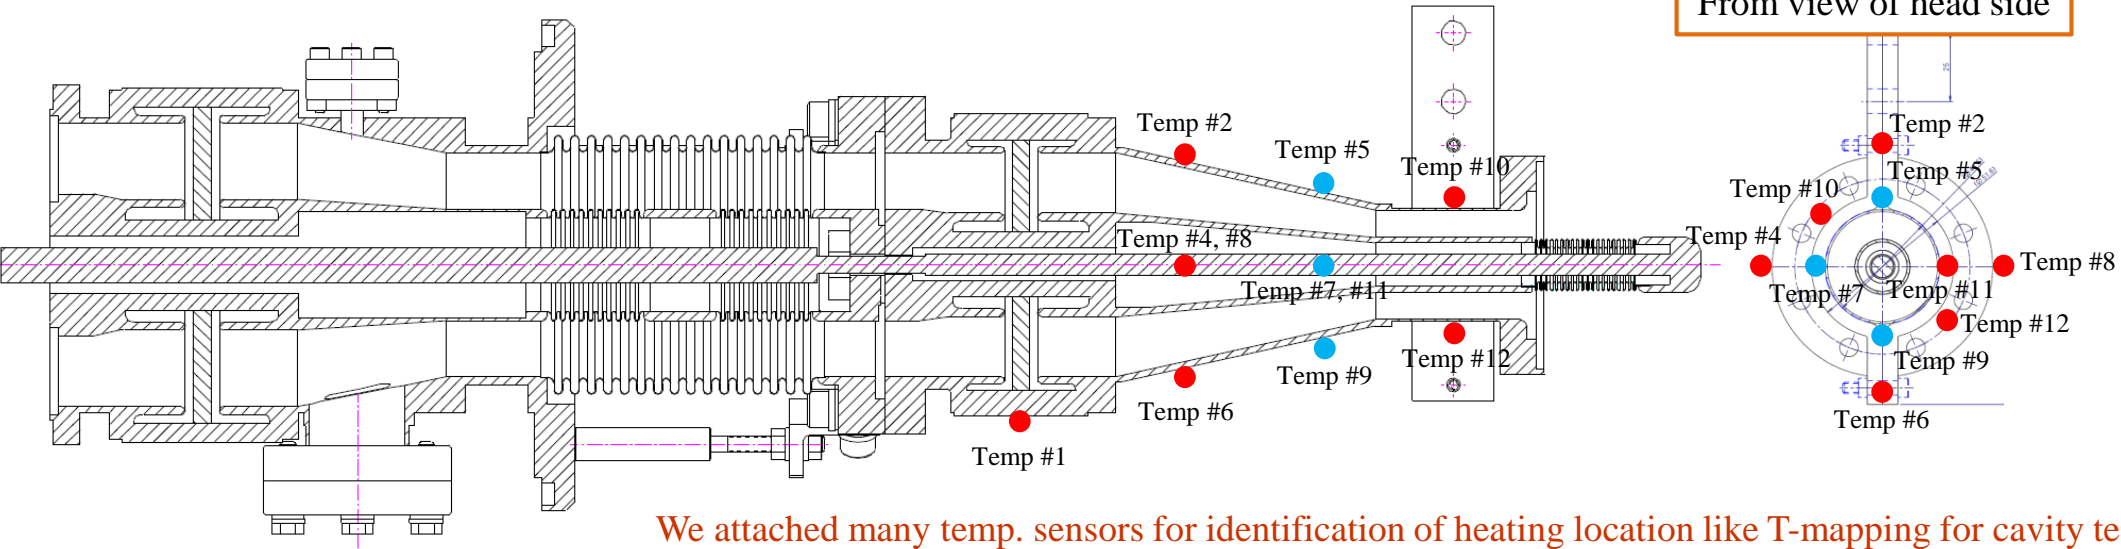 From view of head side
Temp #2
Temp #5
Temp #10
Temp #4, #8
Temp #7, #11
Temp #12
Temp #9
Temp #6
Temp #1
25
Temp #2
Temp #5
Temp #10
Temp #4
Temp #8
Temp #7
Temp #11
Temp #12
Temp #9
Temp #6
We attached many temp. sensors for identification of heating location like T-mapping for cavity te